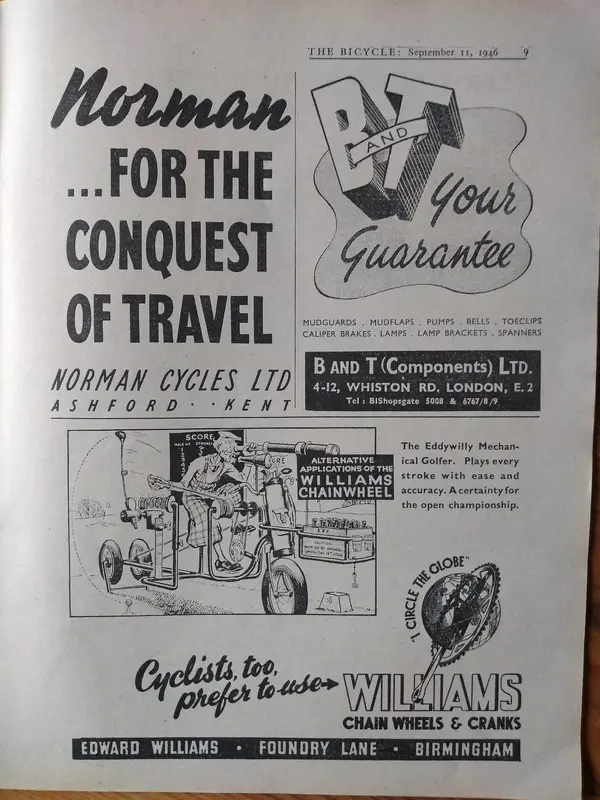 THE BICYCLE: September 11, 1946 9
Norman
...FOR THE
CONQUEST
OF TRAVEL
NORMAN CYCLES LTD
ASHFORD · · KENT
B AND T
Your
Guarantee
MUDGUARDS . MUDFLAPS . PUMPS . BELLS . TOECLIPS
CALIPER BRAKES . LAMPS . LAMP BRACKETS . SPANNERS
B AND T (Components) LTD.
4-12, WHISTON RD, LONDON, E.2
Tel : BIShopsgate 5008 & 6767/8/9
SCORE
ALTERNATIVE
APPLICATIONS OF THE
WILLIAMS
CHAINWHEEL
CAUTION
The Eddywilly Mechan-
ical Golfer. Plays every
stroke with ease and
accuracy. A certainty for
the open championship.
"I CIRCLE THE GLOBE"
Cyclists, too,
prefer to use
WILLIAMS
CHAIN WHEELS & CRANKS
EDWARD WILLIAMS · FOUNDRY LANE · BIRMINGHAM